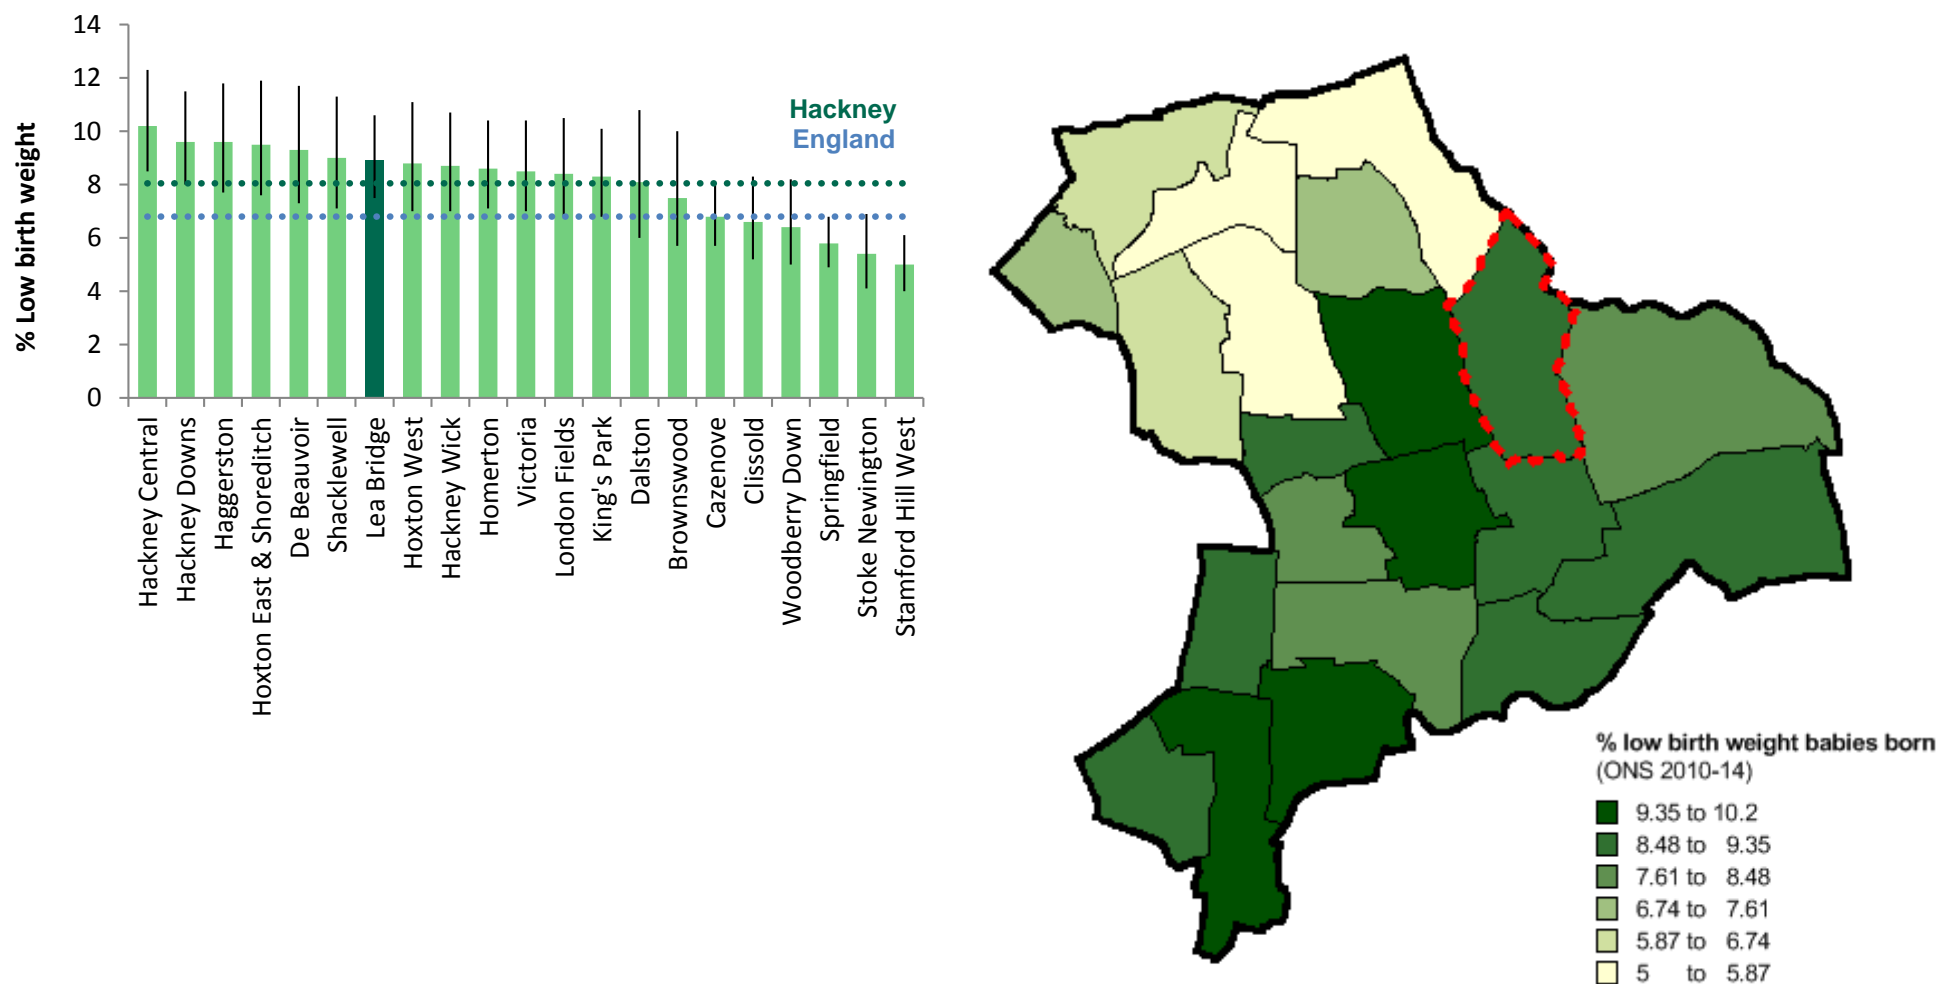 14
12
10
8
6
4
2
0
% Low birth weight
Hackney
England
Hackney Central
Hackney Downs
Haggerston
Hoxton East & Shoreditch
De Beauvoir
Shacklewell
Lea Bridge
Hoxton West
Hackney Wick
Homerton
Victoria
London Fields
King's Park
Dalston
Brownswood
Cazenove
Clissold
Woodberry Down
Springfield
Stoke Newington
Stamford Hill West
% low birth weight babies born
(ONS 2010-14)
9.35 to 10.2
8.48 to 9.35
7.61 to 8.48
6.74 to 7.61
5.87 to 6.74
5 to 5.87